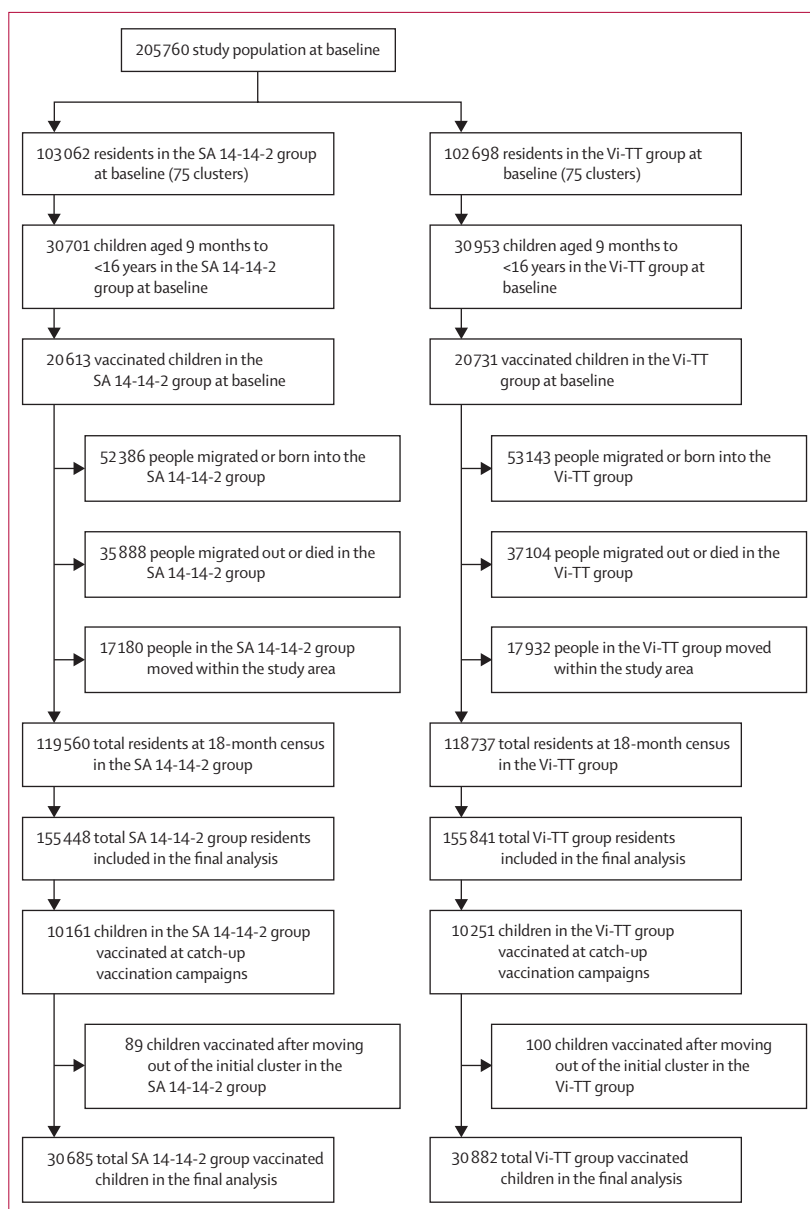 205760 study population at baseline
103062 residents in the SA 14-14-2 group
at baseline (75 clusters)
102698 residents in the Vi-TT group at
baseline (75 clusters)
30701 children aged 9 months to
<16 years in the SA 14-14-2
group at baseline
30953 children aged 9 months to
<16 years in the Vi-TT group at
baseline
20613 vaccinated children in the
SA 14-14-2 group at baseline
20731 vaccinated children in the Vi-TT
group at baseline
52386 people migrated or born into the
SA 14-14-2 group
53143 people migrated or born into the
Vi-TT group
35888 people migrated out or died in the
SA 14-14-2 group
37104 people migrated out or died in the
Vi-TT group
17180 people in the SA 14-14-2 group
moved within the study area
17932 people in the Vi-TT group moved
within the study area
119560 total residents at 18-month census
in the SA 14-14-2 group
118737 total residents at 18-month census
in the Vi-TT group
155448 total SA 14-14-2 group residents
included in the final analysis
155841 total Vi-TT group residents
included in the final analysis
10161 children in the SA 14-14-2 group
vaccinated at catch-up
vaccination campaigns
10251 children in the Vi-TT group
vaccinated at catch-up
vaccination campaigns
89 children vaccinated after moving
out of the initial cluster in the
SA 14-14-2 group
100 children vaccinated after moving
out of the initial cluster in the
Vi-TT group
30685 total SA 14-14-2 group vaccinated
children in the final analysis
30882 total Vi-TT group vaccinated
children in the final analysis